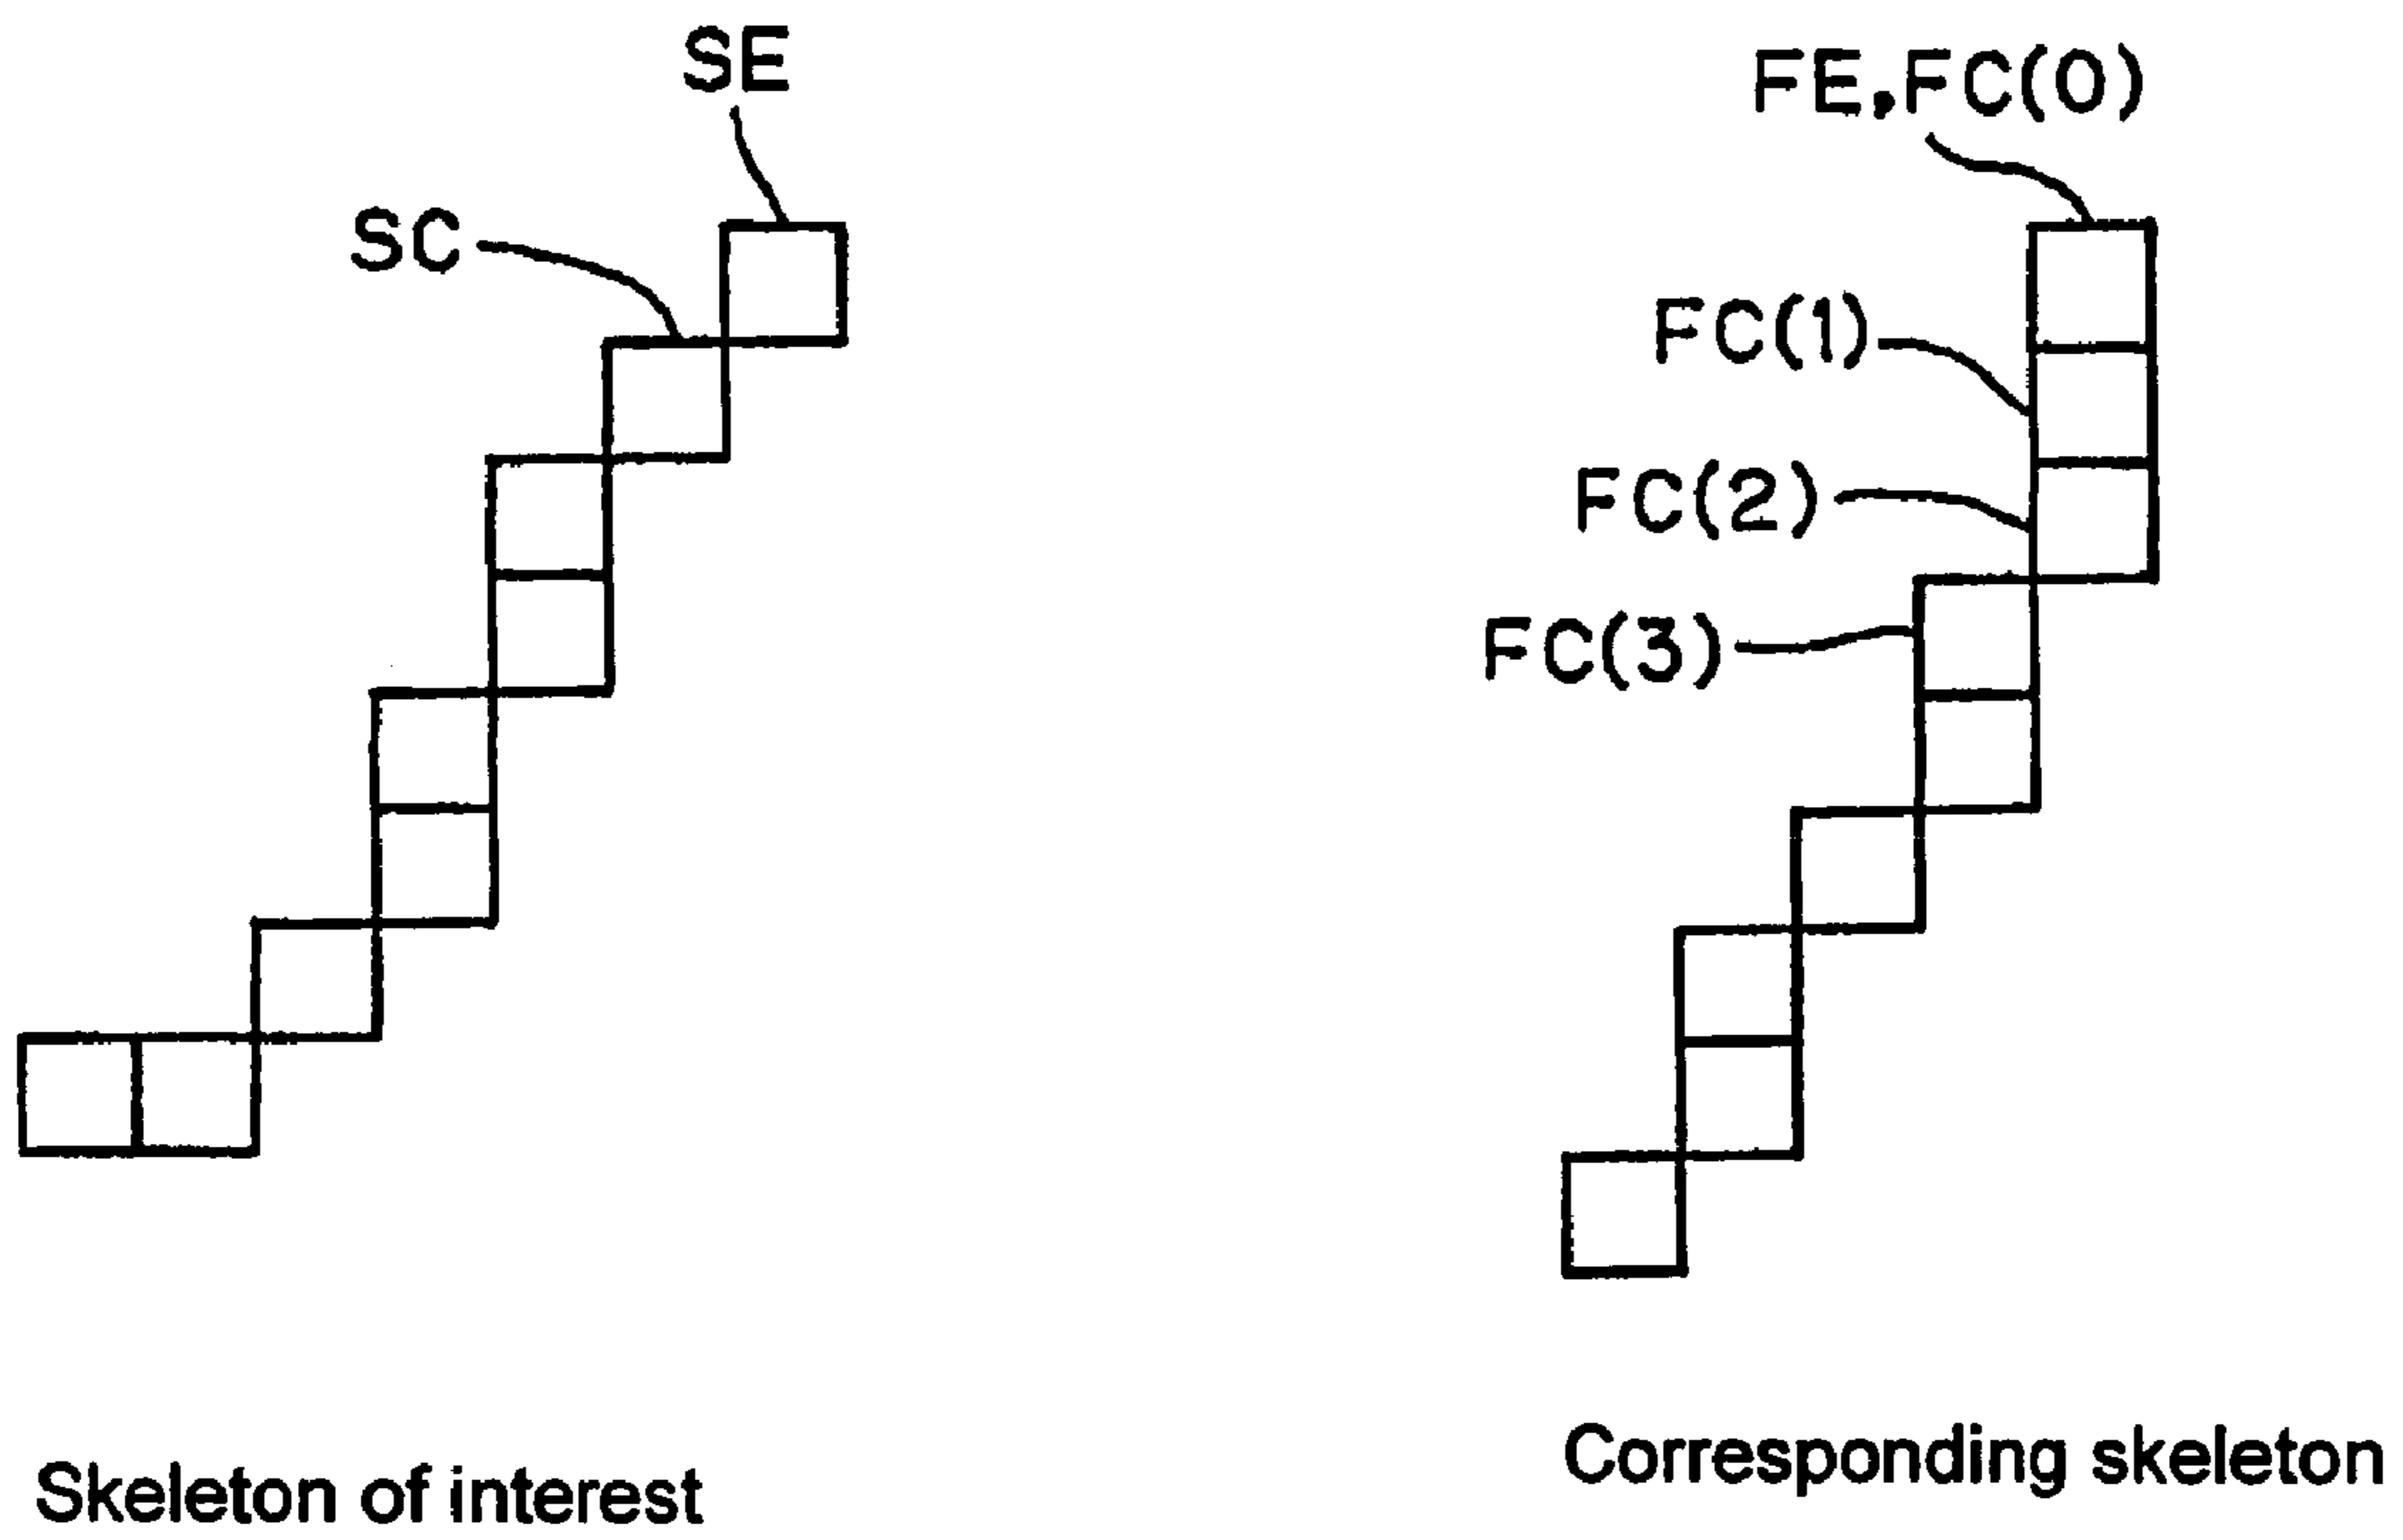 SE
SC
FE,FC(0)
FC(1)
FC(2)
FC(3)
Skeleton of interest
Corresponding skeleton